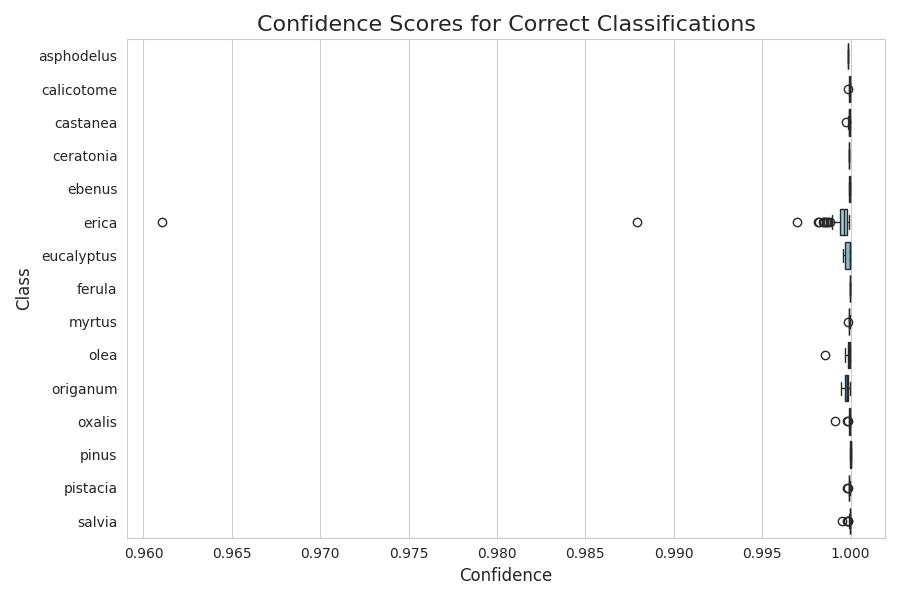 Confidence Scores for Correct Classifications
asphodelus
calicotome
castanea
ceratonia
ebenus
erica
eucalyptus
ferula
myrtus
olea
origanum
oxalis
pinus
pistacia
salvia
Class
0.960 0.965 0.970 0.975 0.980 0.985 0.990 0.995 1.000
Confidence